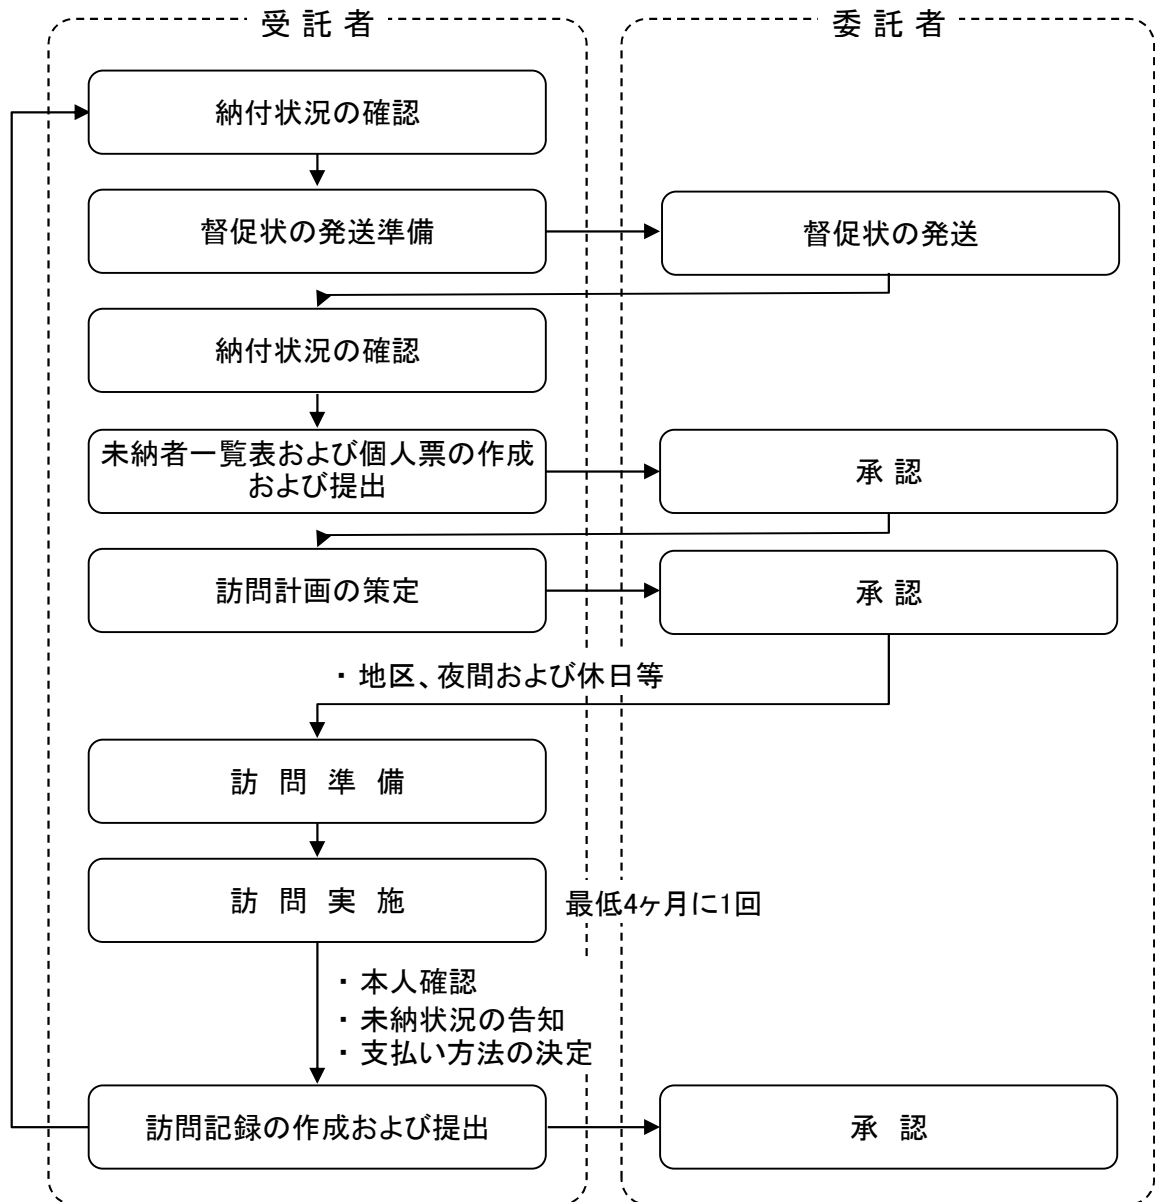 受 託 者
委 託 者
納付状況の確認
督促状の発送準備
督促状の発送
納付状況の確認
未納者一覧表および個人票の作成
および提出
承 認
訪問計画の策定
承 認
・ 地区、夜間および休日等
訪 問 準 備
訪 問 実 施
最低4ヶ月に1回
・ 本人確認
・ 未納状況の告知
・ 支払い方法の決定
訪問記録の作成および提出
承 認